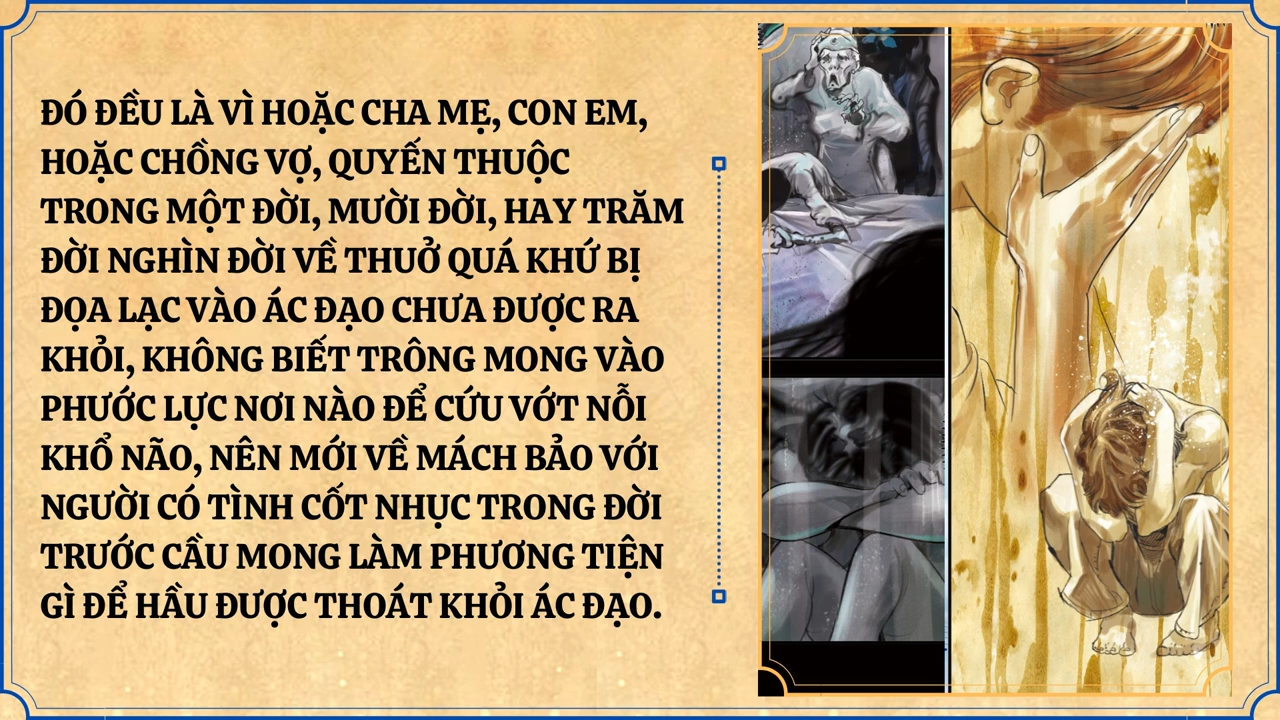 ĐÓ ĐỀU LÀ VÌ HOẶC CHA MẸ, CON EM,
HOẶC CHỒNG VỢ, QUYẾN THUỘC
TRONG MỘT ĐỜI, MƯỜI ĐỜI, HAY TRĂM
ĐỜI NGHÌN ĐỜI VỀ THUỞ QUÁ KHỨ BỊ
ĐỌA LẠC VÀO ÁC ĐẠO CHƯA ĐƯỢC RA
KHỎI, KHÔNG BIẾT TRÔNG MONG VÀO
PHƯỚC LỰC NƠI NÀO ĐỂ CỨU VỚT NỖI
KHỔ NÃO, NÊN MỚI VỀ MÁCH BẢO VỚI
NGƯỜI CÓ TÌNH CỐT NHỤC TRONG ĐỜI
TRƯỚC CẦU MONG LÀM PHƯƠNG TIỆN
GÌ ĐỂ HẦU ĐƯỢC THOÁT KHỎI ÁC ĐẠO.